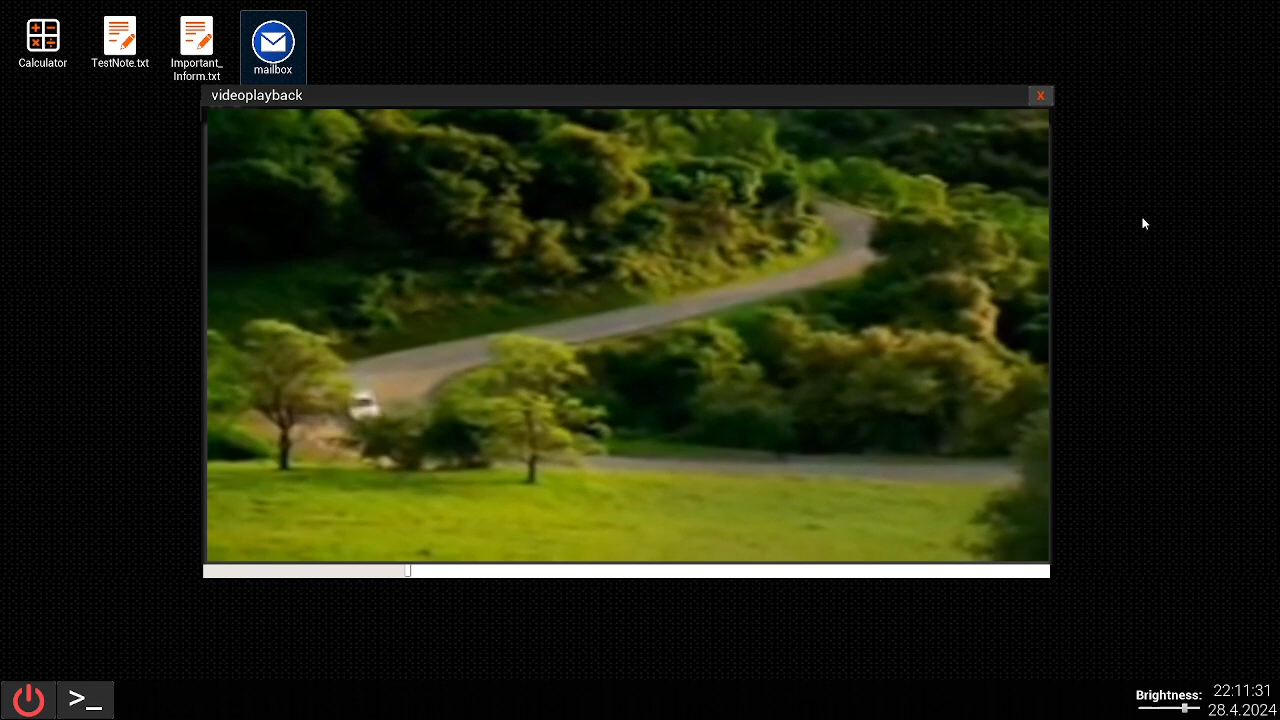 Calculator
TestNote.txt
Important_
Inform.txt
mailbox
videoplayback
x
>_
Brightness:
22:11:31
28.4.2024